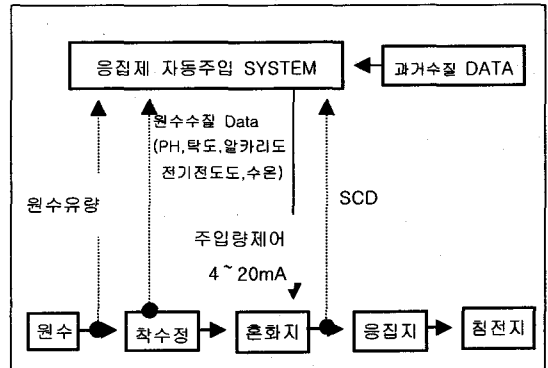 응집제 자동주입 SYSTEM
과거수질 DATA
원수수질 Data
(PH,탁도,알카리도
전기전도도,수온)
원수유량
SCD
주입량제어
4 ~ 20mA
원수
착수정
혼화지
응집지
침전지